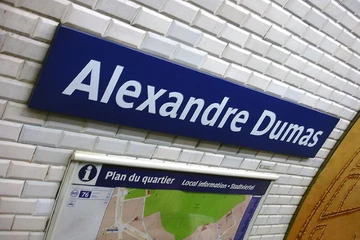 Alexandre Dumas
i Plan du quartier Local information • Stadtviertel